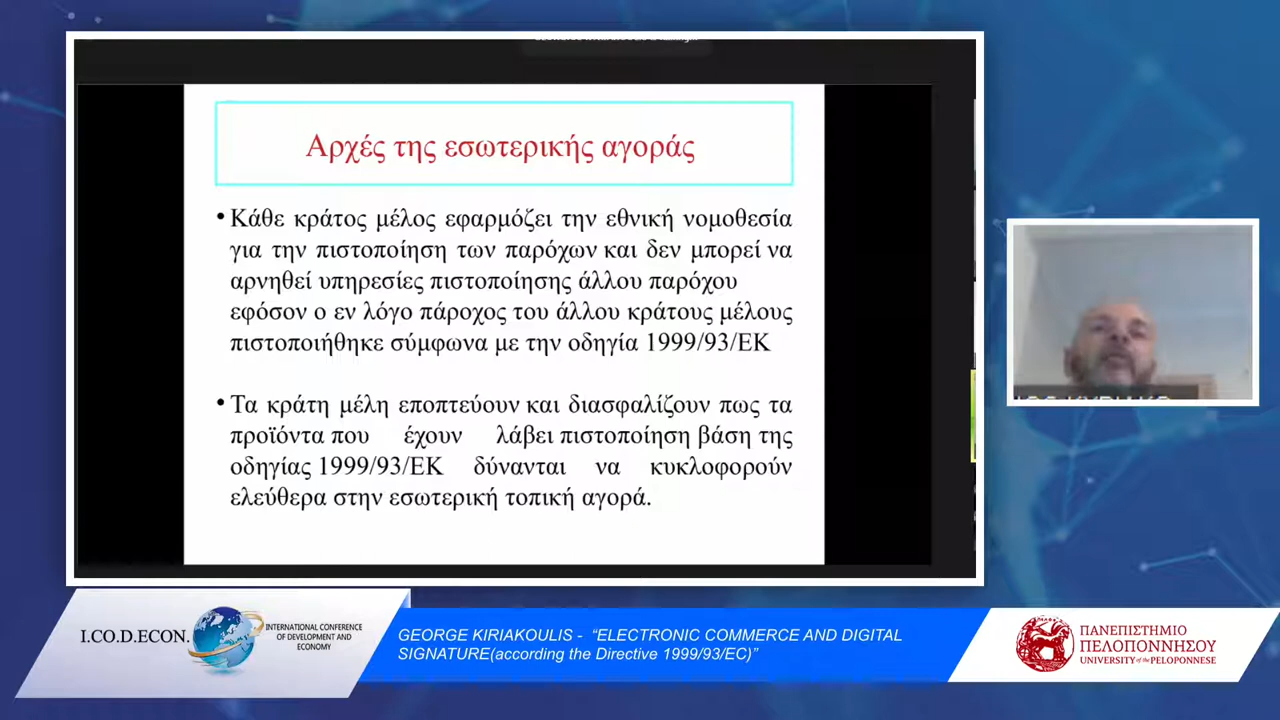 Αρχές της εσωτερικής αγοράς
• Κάθε κράτος μέλος εφαρμόζει την εθνική νομοθεσία
για την πιστοποίηση των παρόχων και δεν μπορεί να
αρνηθεί υπηρεσίες πιστοποίησης άλλου παρόχου
εφόσον ο εν λόγο πάροχος του άλλου κράτους μέλους
πιστοποιήθηκε σύμφωνα με την οδηγία 1999/93/ΕΚ
• Τα κράτη μέλη εποπτεύουν και διασφαλίζουν πως τα
προϊόντα που έχουν λάβει πιστοποίηση βάση της
οδηγίας 1999/93/ΕΚ δύνανται να κυκλοφορούν
ελεύθερα στην εσωτερική τοπική αγορά.
I.CO.D.ECON.
INTERNATIONAL CONFERENCE
OF DEVELOPMENT AND
ECONOMY
GEORGE KIRIAKOULIS - “ELECTRONIC COMMERCE AND DIGITAL
SIGNATURE(according the Directive 1999/93/EC)”
ΠΑΝΕΠΙΣΤΗΜΙΟ
ΠΕΛΟΠΟΝΝΗΣΟΥ
UNIVERSITY of the PELOPONNESE